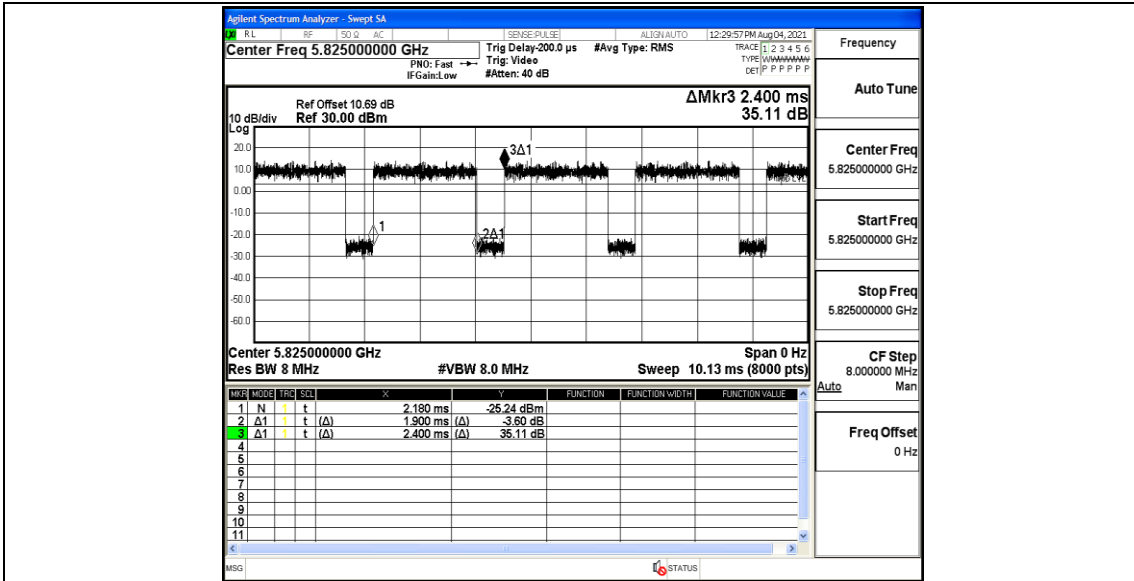 Agilent Spectrum Analyzer - Swept SA
RL RF 50 Ω AC SENSE:PULSE ALIGN AUTO 12:29:57 PM Aug 04, 2021
Center Freq 5.825000000 GHz
PNO: Fast
IFGain:Low
Trig Delay-200.0 µs
Trig: Video
#Atten: 40 dB
#Avg Type: RMS
TRACE 1 2 3 4 5 6
TYPE
DET P P P P P P
Ref Offset 10.69 dB
Ref 30.00 dBm
10 dB/div
Log
ΔMkr3 2.400 ms
35.11 dB
20.0
10.0
0.00
-10.0
-20.0
-30.0
-40.0
-50.0
-60.0
3Δ1
1
2Δ1
Center 5.825000000 GHz
Span 0 Hz
Res BW 8 MHz
#VBW 8.0 MHz
Sweep 10.13 ms (8000 pts)
MKR MODE TRC SCL X Y FUNCTION FUNCTION WIDTH FUNCTION VALUE
1 N 1 t 2.180 ms -25.24 dBm
2 Δ1 1 t (Δ) 1.900 ms (Δ) -3.60 dB
3 Δ1 1 t (Δ) 2.400 ms (Δ) 35.11 dB
4
5
6
7
8
9
10
11
MSG
STATUS
Frequency
Auto Tune
Center Freq
5.825000000 GHz
Start Freq
5.825000000 GHz
Stop Freq
5.825000000 GHz
CF Step
8.000000 MHz
Auto Man
Freq Offset
0 Hz